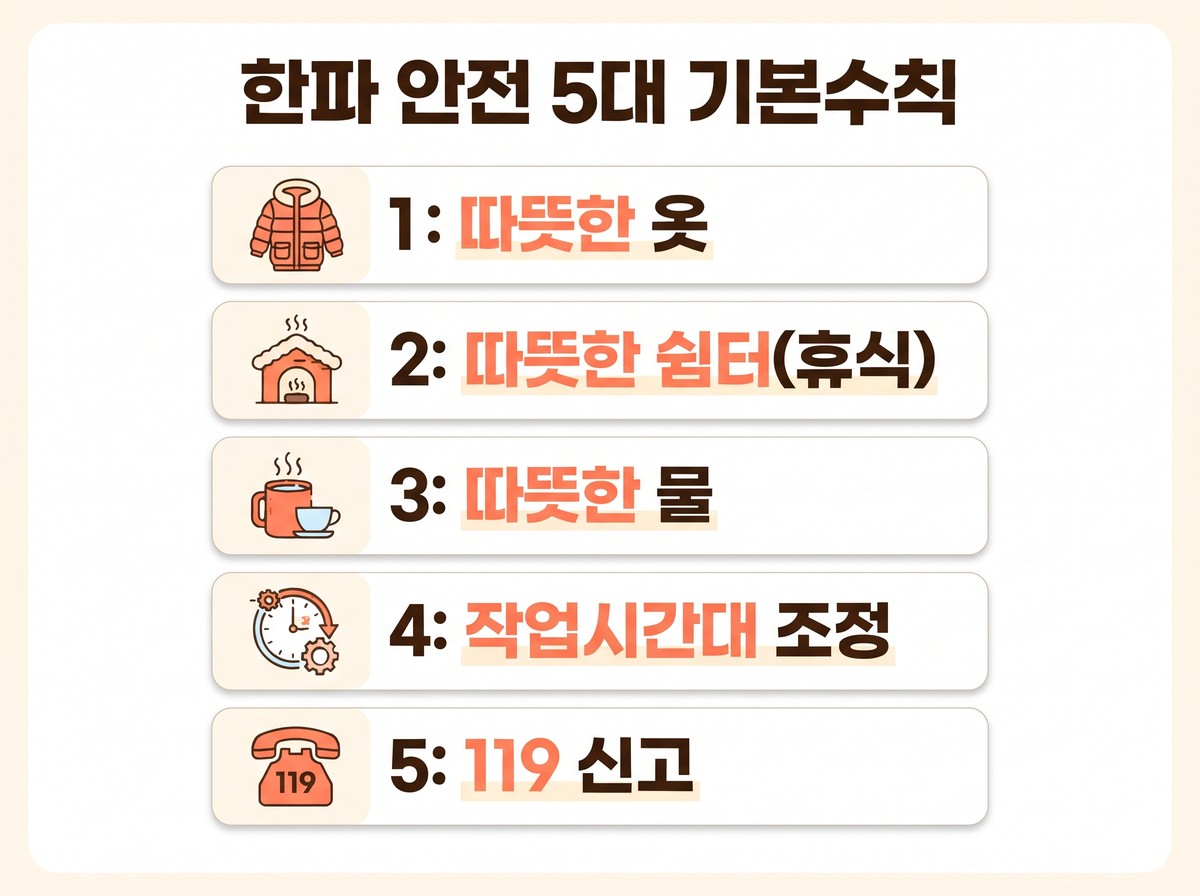 한파 안전 5대 기본수칙
1: 따뜻한 옷
2: 따뜻한 쉼터(휴식)
3: 따뜻한 물
4: 작업시간대 조정
119
5: 119 신고